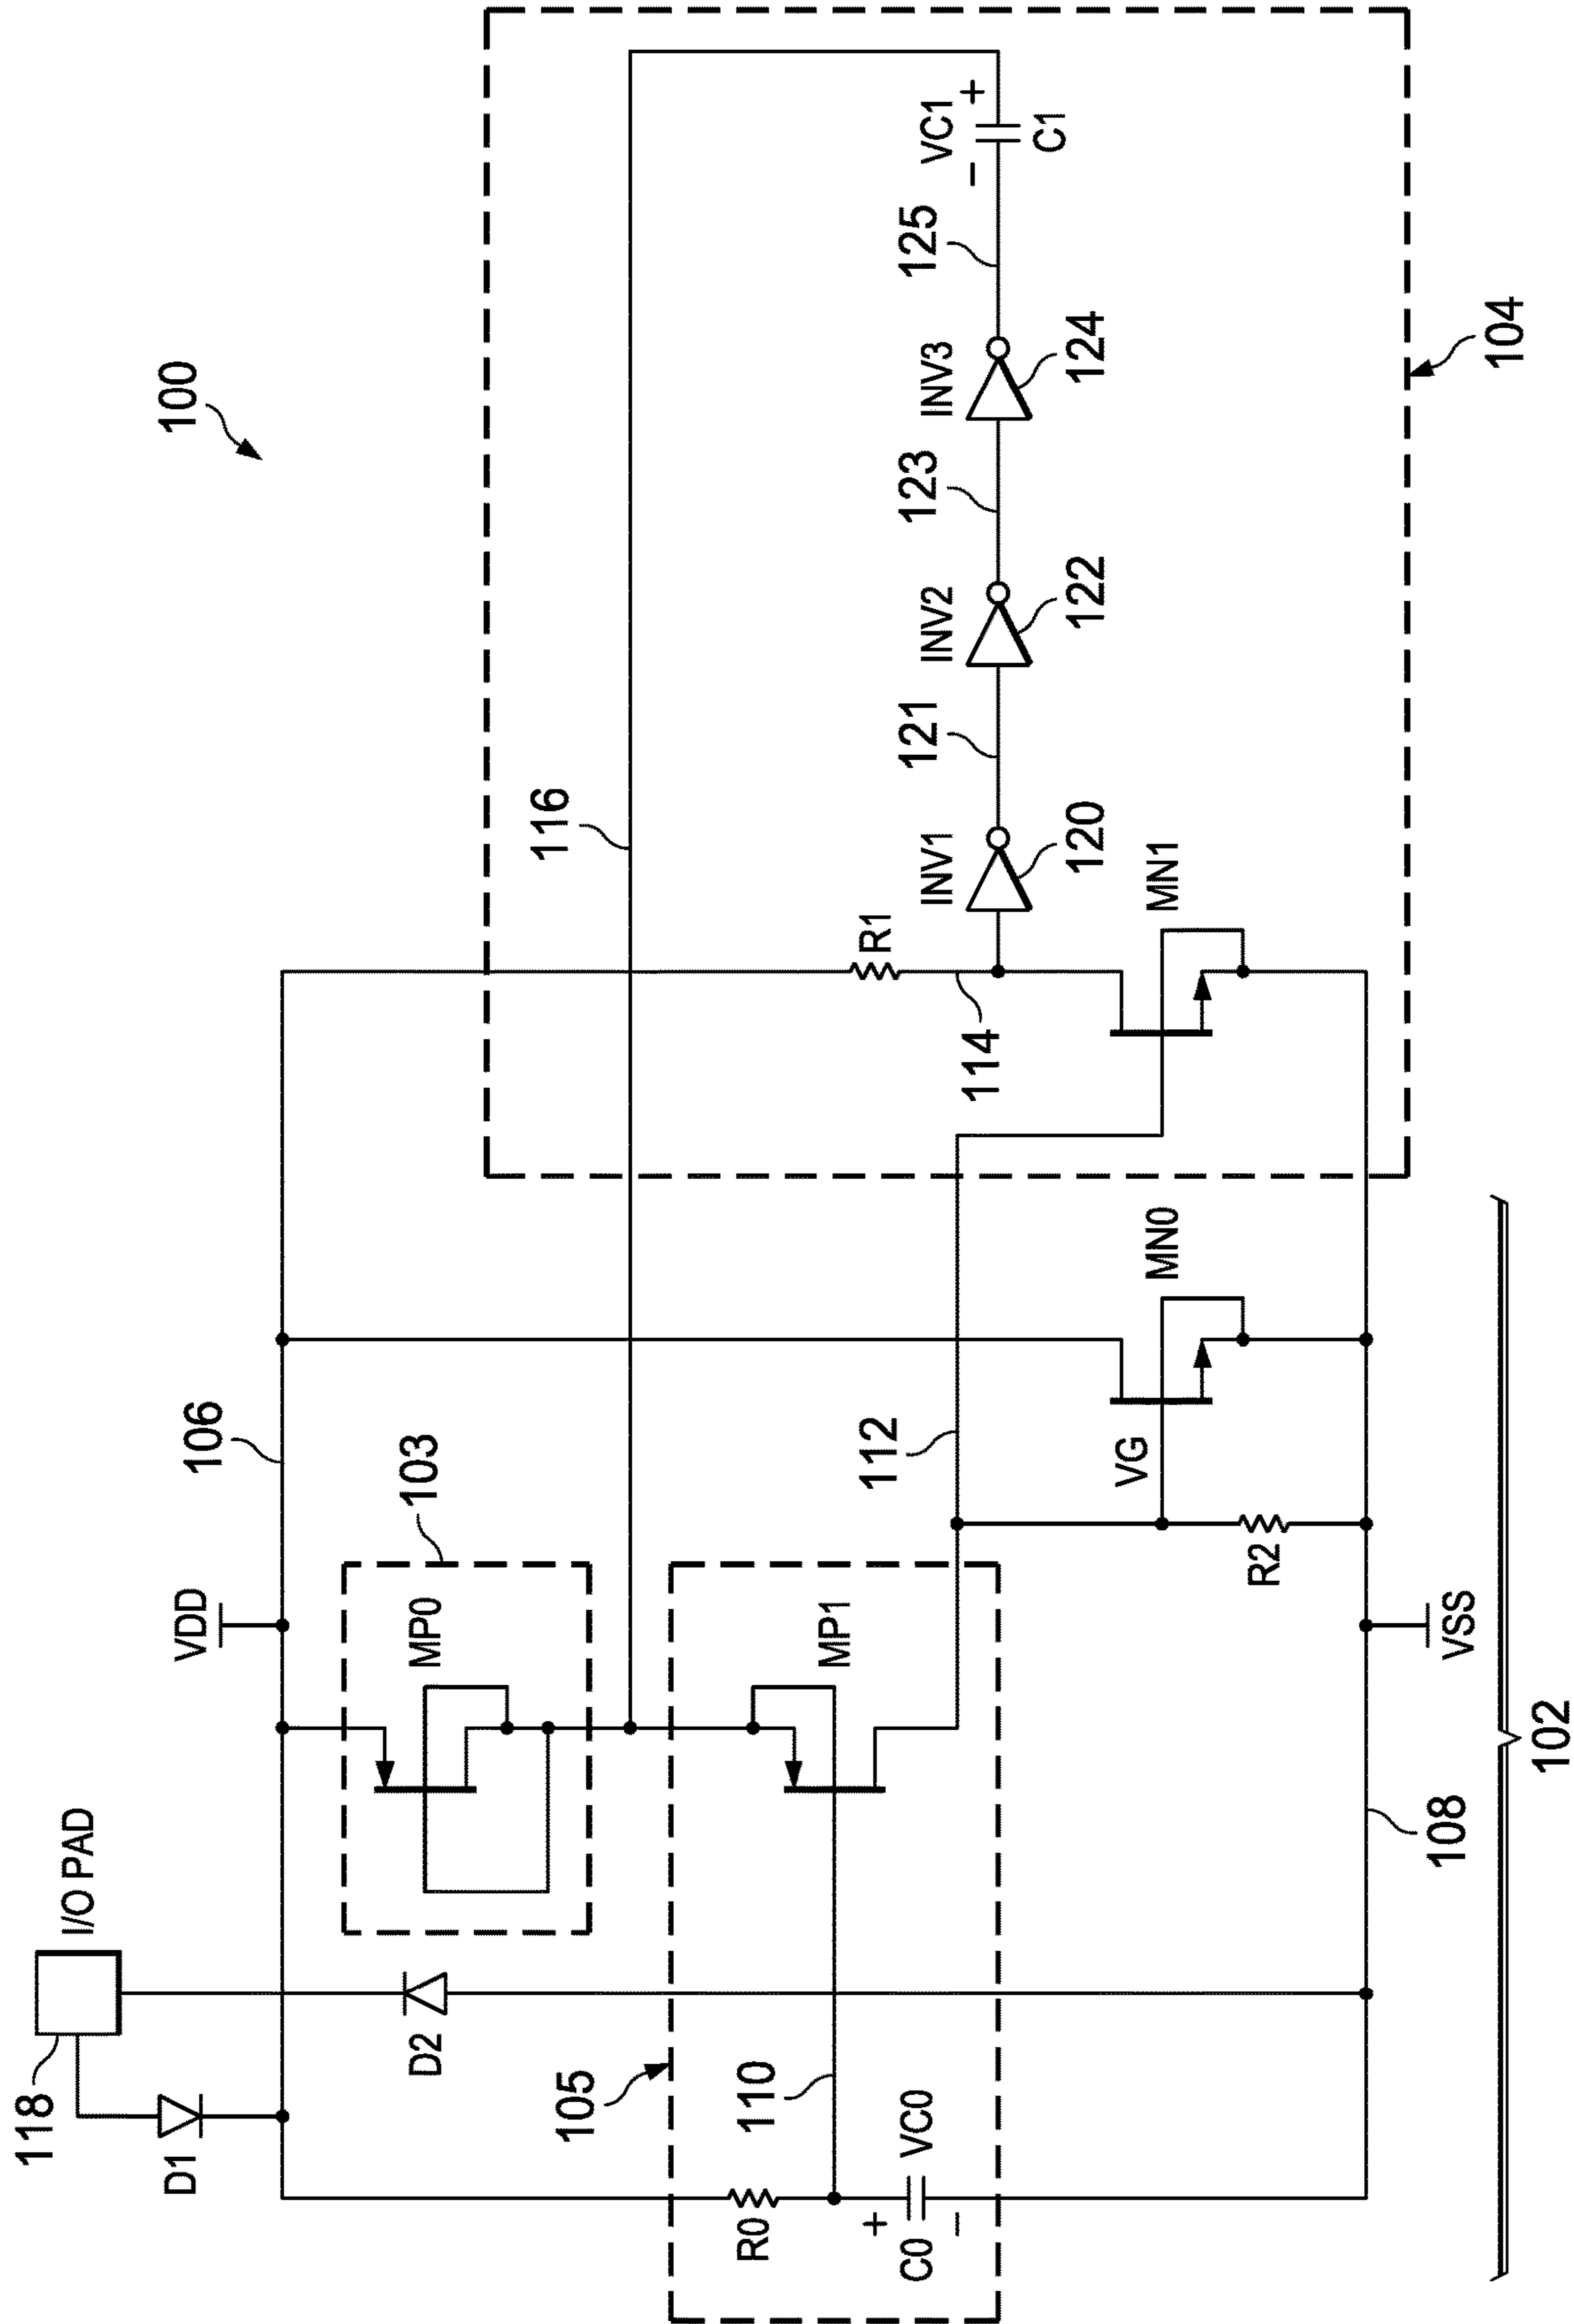 100
118
I/O PAD
D1
D2
VDD
106
103
MP0
116
105
MP1
110
R0
C0
+
VC0
−
112
VG
MN0
R2
VSS
108
102
R1
114
MN1
INV1
120
121
INV2
122
123
INV3
124
125
−
VC1
+
C1
104